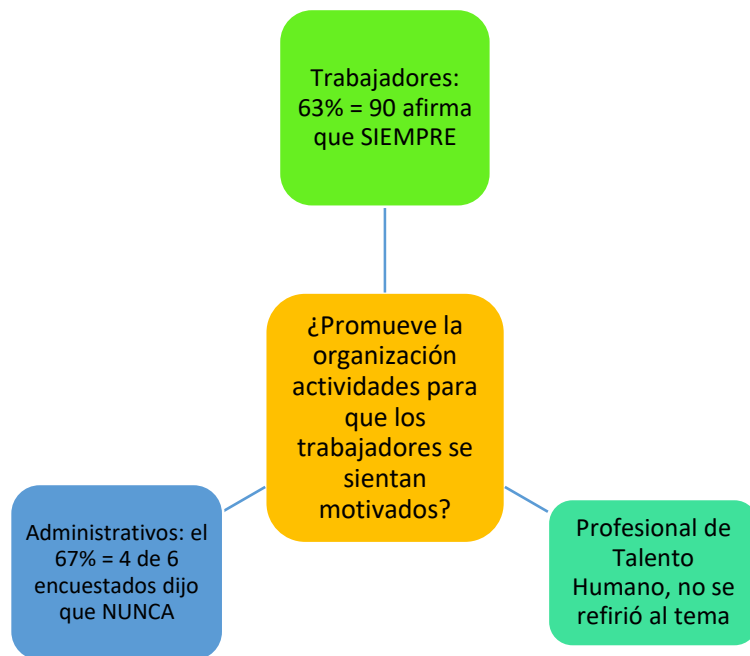 Trabajadores:
63% = 90 afirma
que SIEMPRE
¿Promueve la
organización
actividades para
que los
trabajadores se
sientan
motivados?
Administrativos: el
67% = 4 de 6
encuestados dijo
que NUNCA
Profesional de
Talento
Humano, no se
refirió al tema